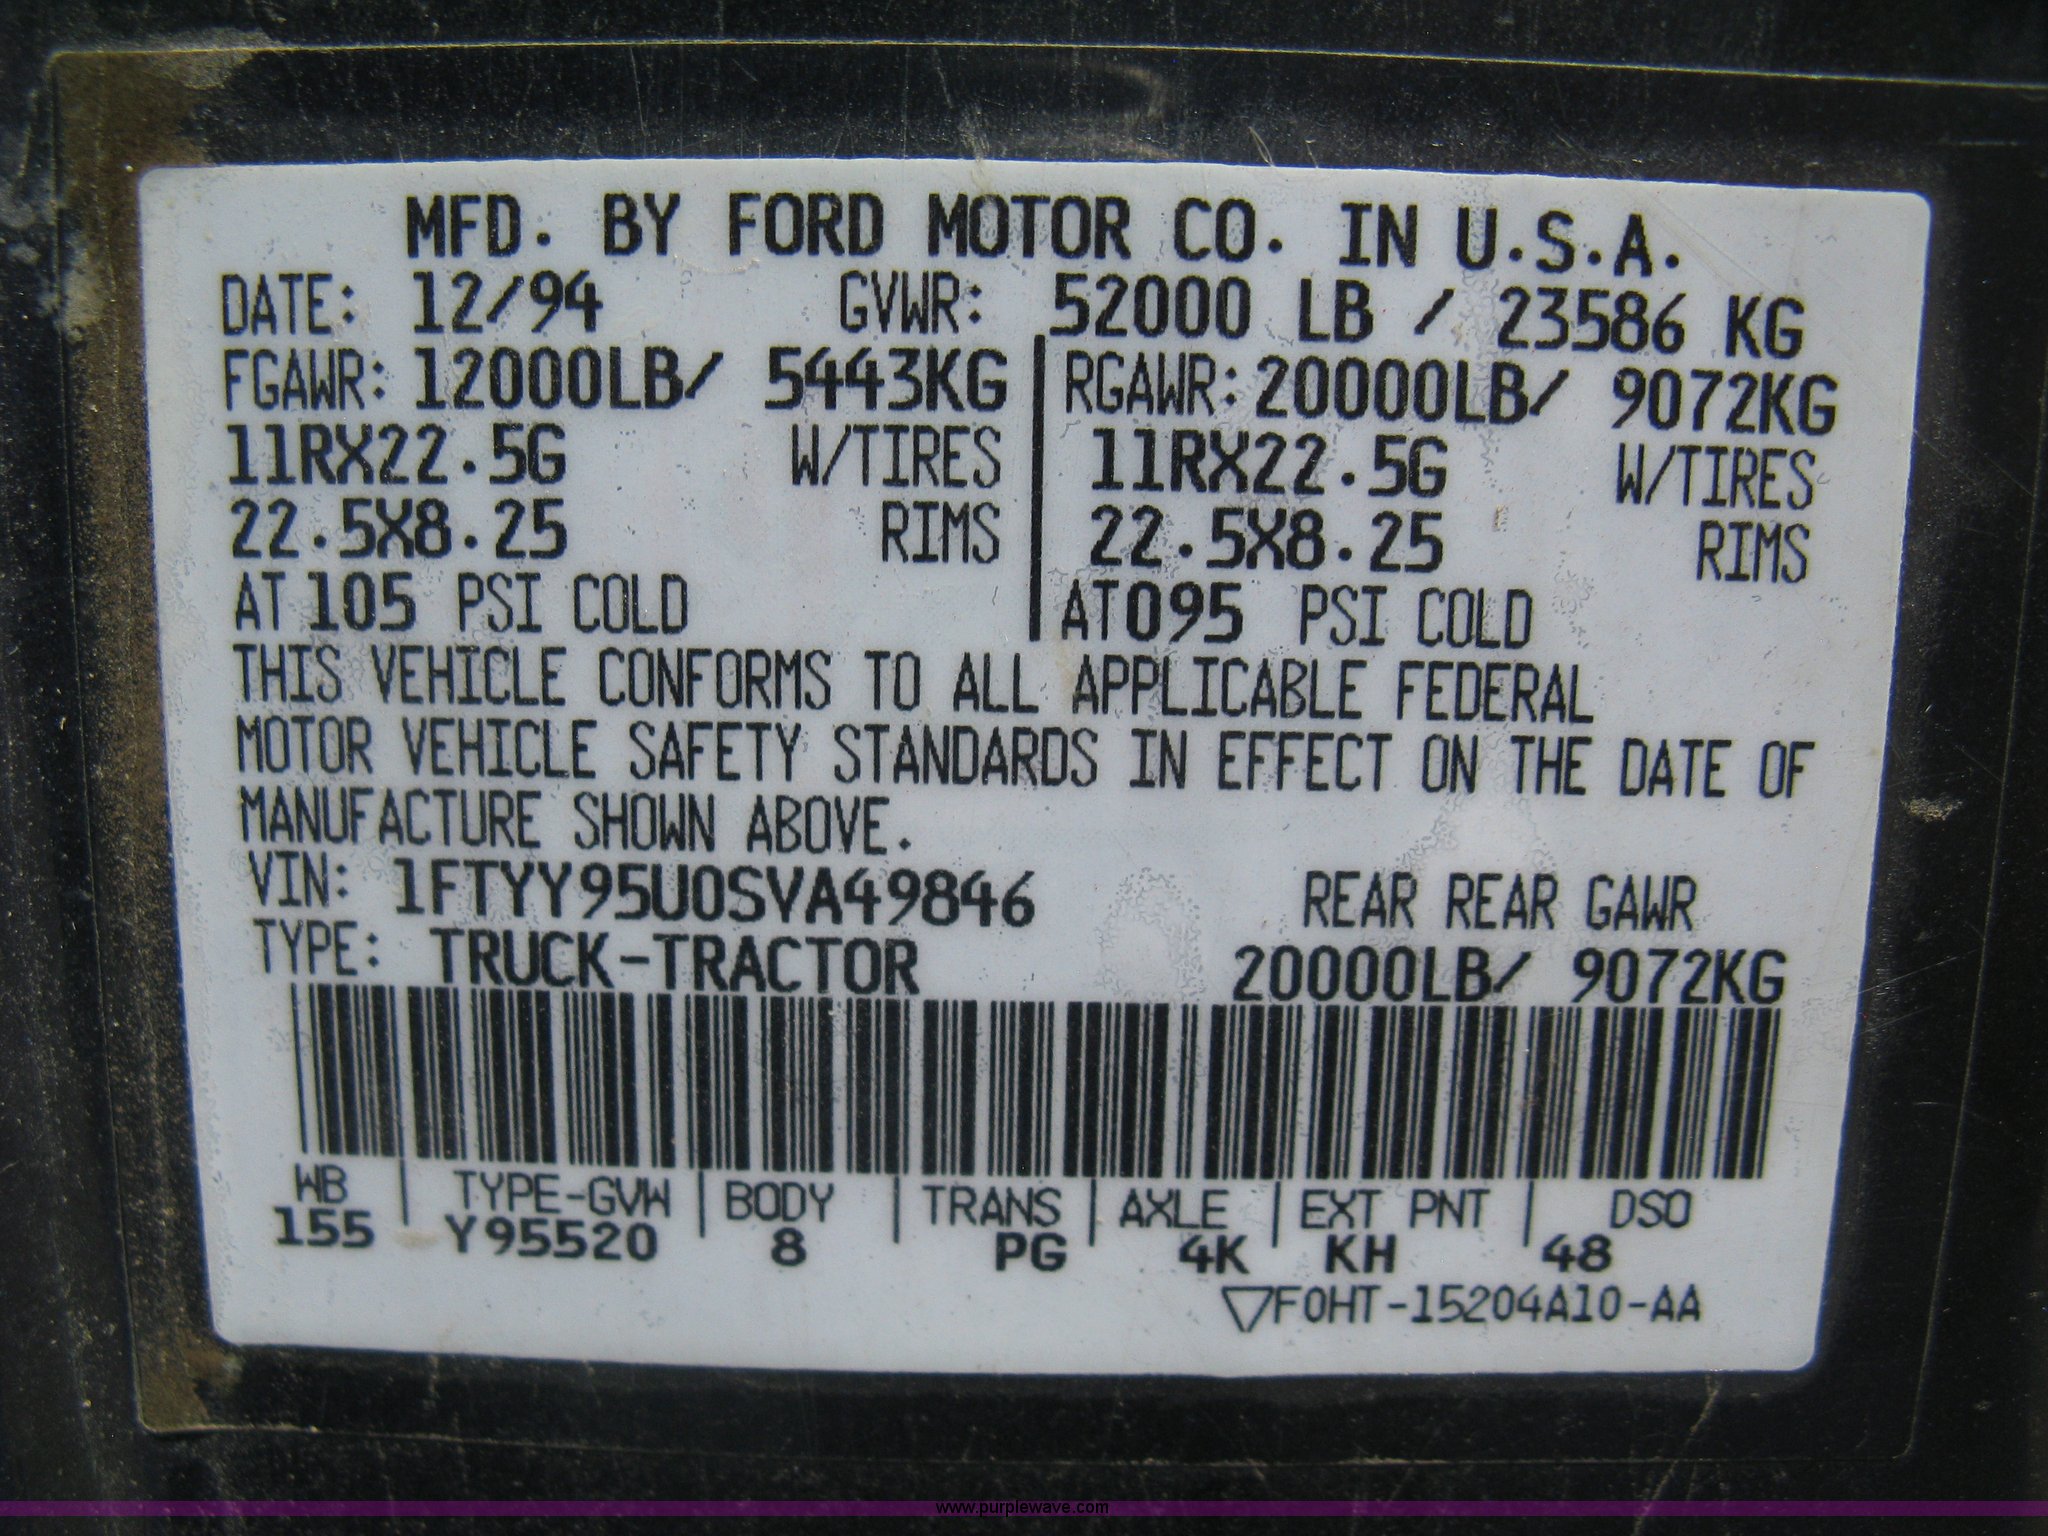 MFD. BY FORD MOTOR CO. IN U.S.A.
DATE: 12/94 GVWR: 52000 LB / 23586 KG
FGAWR: 12000LB/ 5443KG RGAWR: 20000LB/ 9072KG
11RX22.5G W/TIRES 11RX22.5G W/TIRES
22.5X8.25 RIMS 22.5X8.25 RIMS
AT 105 PSI COLD AT 095 PSI COLD
THIS VEHICLE CONFORMS TO ALL APPLICABLE FEDERAL
MOTOR VEHICLE SAFETY STANDARDS IN EFFECT ON THE DATE OF
MANUFACTURE SHOWN ABOVE.
VIN: 1FTYY95U0SVA49846 REAR REAR GAWR
TYPE: TRUCK-TRACTOR 20000LB/ 9072KG
WB TYPE-GVW BODY TRANS AXLE EXT PNT DSO
155 Y95520 8 PG 4K KH 48
▽F0HT-15204A10-AA
www.purplewave.com